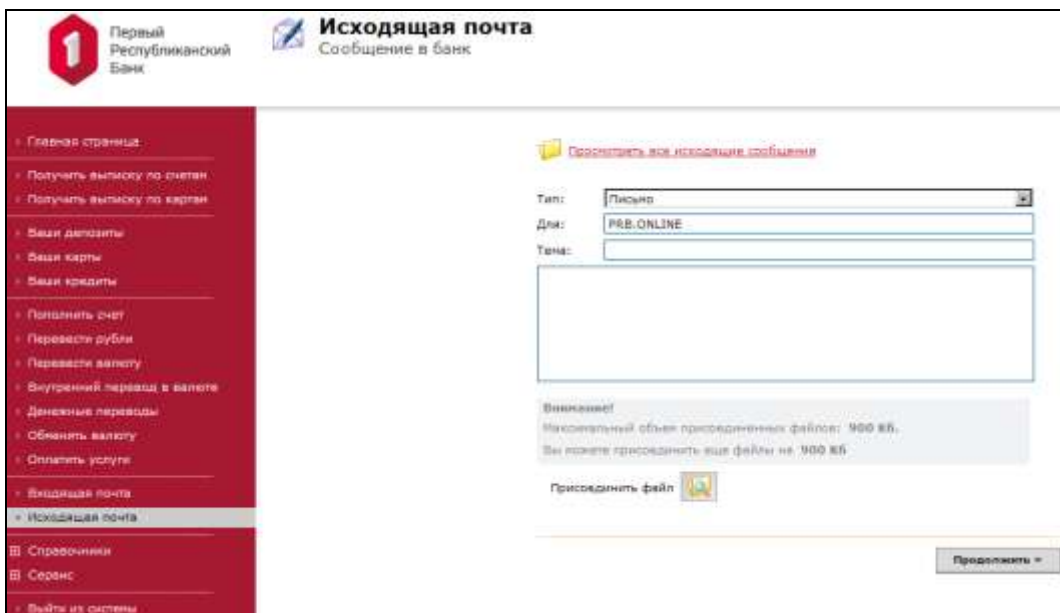 Первый
Республиканский
Банк
Исходящая почта
Сообщение в банк
Главная страница
Получить выписку по счетам
Получить выписку по картам
Ваши депозиты
Ваши карты
Ваши кредиты
Пополнить счет
Перевести рубли
Перевести валюту
Внутренний перевод в валюте
Денежные переводы
Обменять валюту
Оплатить услуги
Входящая почта
Исходящая почта
Справочники
Сервис
Выйти из системы
Просмотреть все исходящие сообщения
Тип: Письмо
Для: PRB.ONLINE
Тема:
Внимание!
Максимальный объем присоединенных файлов: 900 Кб.
Вы можете присоединить еще файлы на 900 Кб
Присоединить файл
Продолжить »